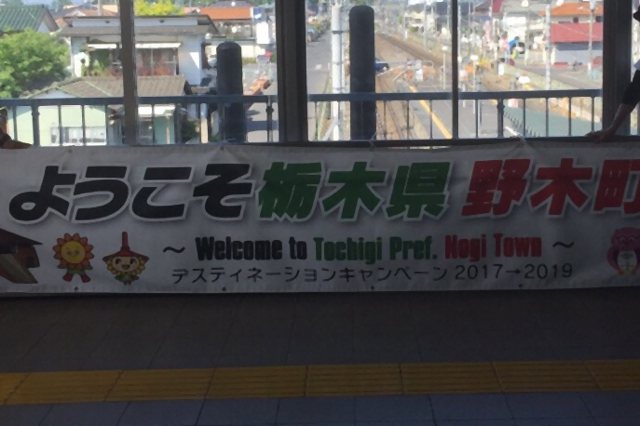 ようこそ栃木県 野木町
～ Welcome to Tochigi Pref. Nogi Town ～
デスティネーションキャンペーン 2017→2019